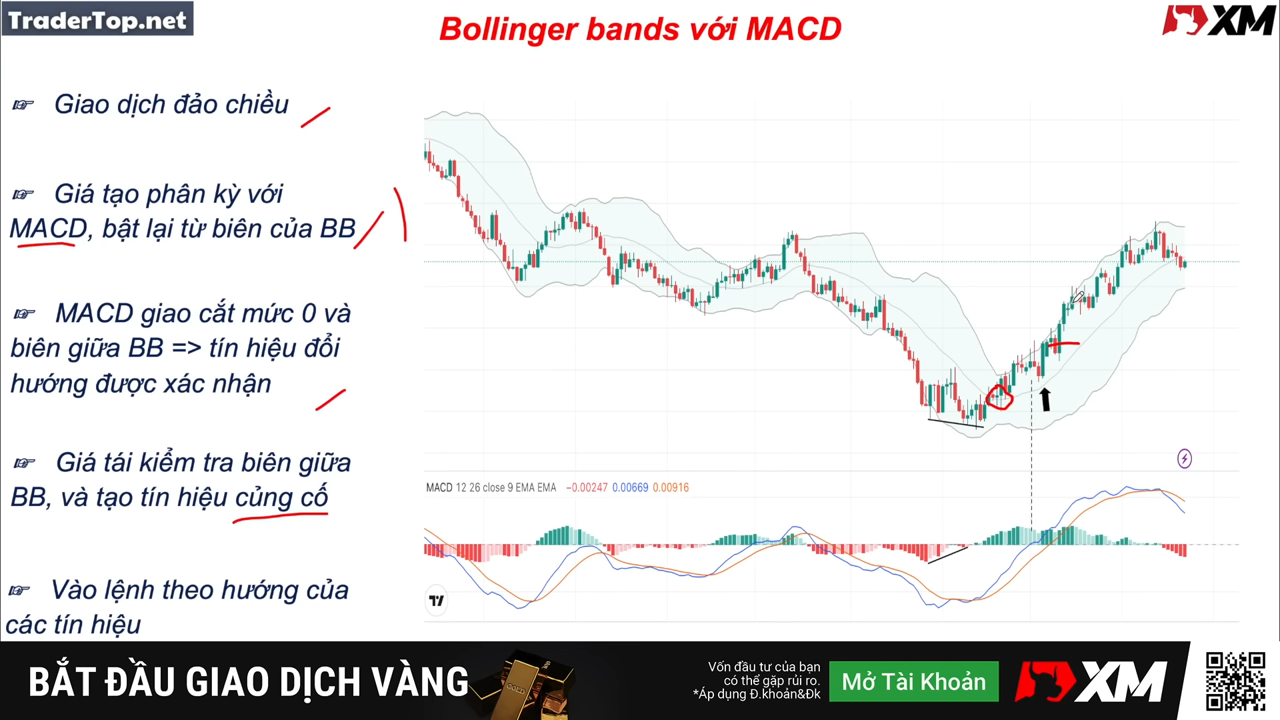 TraderTop.net
Bollinger bands với MACD
XM
☞ Giao dịch đảo chiều
☞ Giá tạo phân kỳ với
MACD, bật lại từ biên của BB
☞ MACD giao cắt mức 0 và
biên giữa BB => tín hiệu đổi
hướng được xác nhận
☞ Giá tái kiểm tra biên giữa
BB, và tạo tín hiệu củng cố
☞ Vào lệnh theo hướng của
các tín hiệu
MACD 12 26 close 9 EMA EMA −0.00247 0.00669 0.00916
BẮT ĐẦU GIAO DỊCH VÀNG
Vốn đầu tư của bạn
có thể gặp rủi ro.
*Áp dụng Đ.khoản&Đk
Mở Tài Khoản
XM